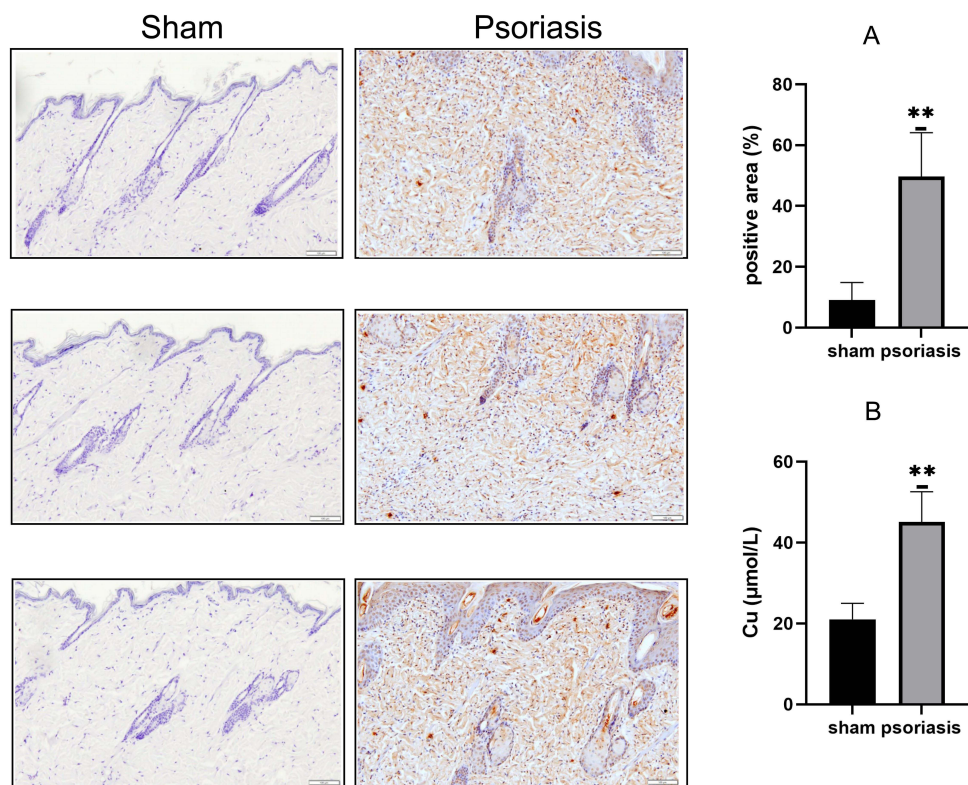 Sham
Psoriasis
A
80
60
40
20
0
positive area (%)
**
sham psoriasis
B
60
40
20
0
Cu (μmol/L)
**
sham psoriasis